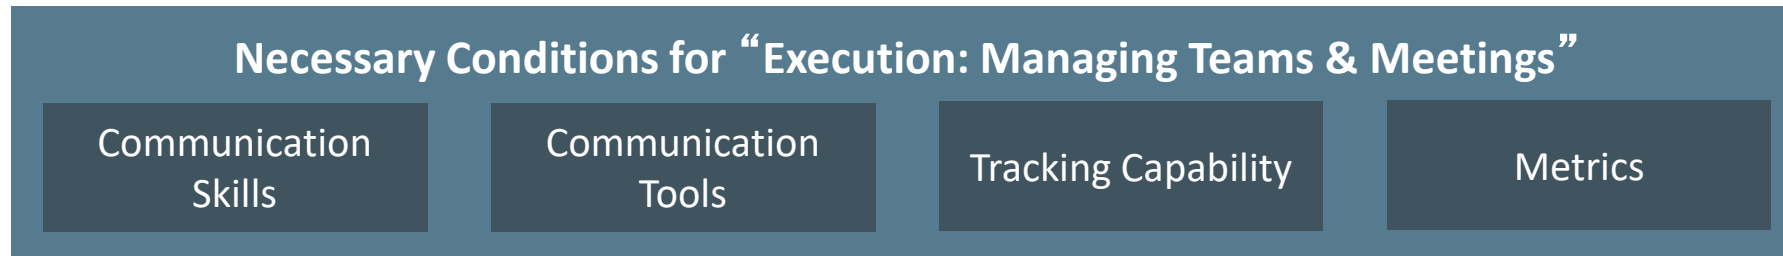 Necessary Conditions for “Execution: Managing Teams & Meetings”
Communication
Skills
Communication
Tools
Tracking Capability
Metrics